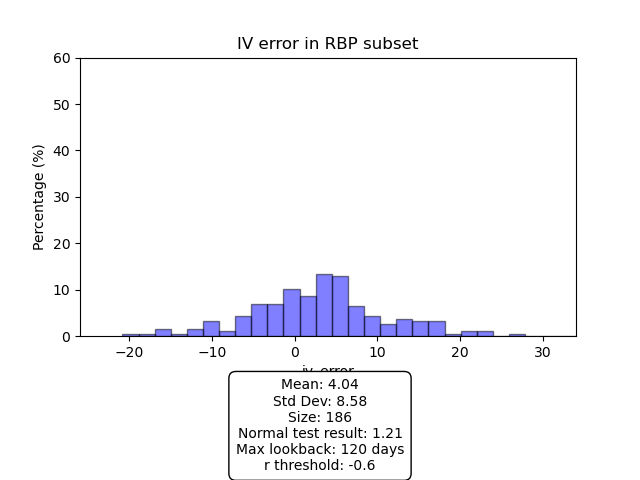 IV error in RBP subset
60
50
40
30
20
10
0
Percentage (%)
−20
−10
0
10
20
30
iv_error
Mean: 4.04
Std Dev: 8.58
Size: 186
Normal test result: 1.21
Max lookback: 120 days
r threshold: -0.6